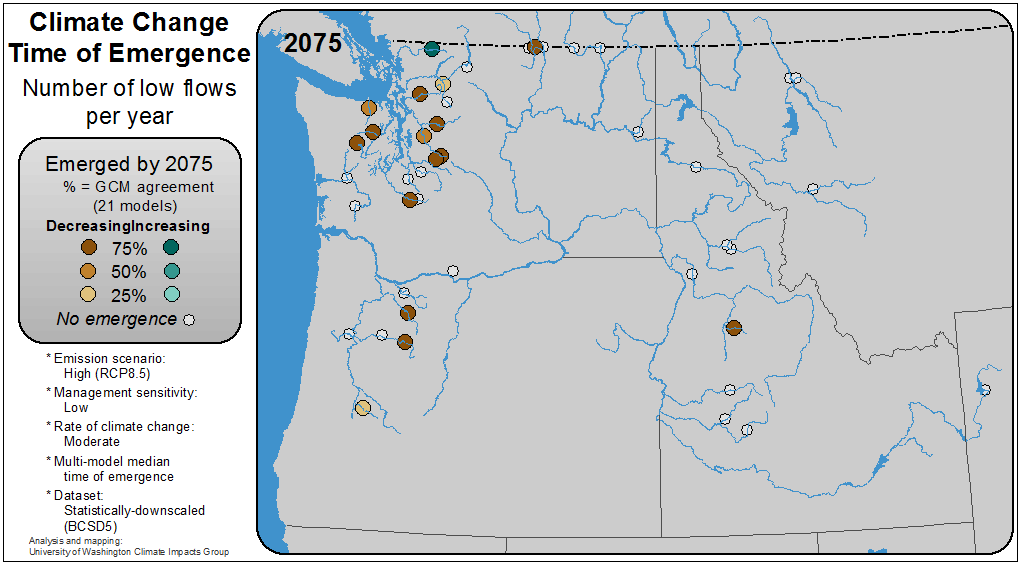 Climate Change
Time of Emergence
Number of low flows
per year
Emerged by 2075
% = GCM agreement
(21 models)
DecreasingIncreasing
75%
50%
25%
No emergence
* Emission scenario:
High (RCP8.5)
* Management sensitivity:
Low
* Rate of climate change:
Moderate
* Multi-model median
time of emergence
* Dataset:
Statistically-downscaled
(BCSD5)
Analysis and mapping:
University of Washington Climate Impacts Group
2075